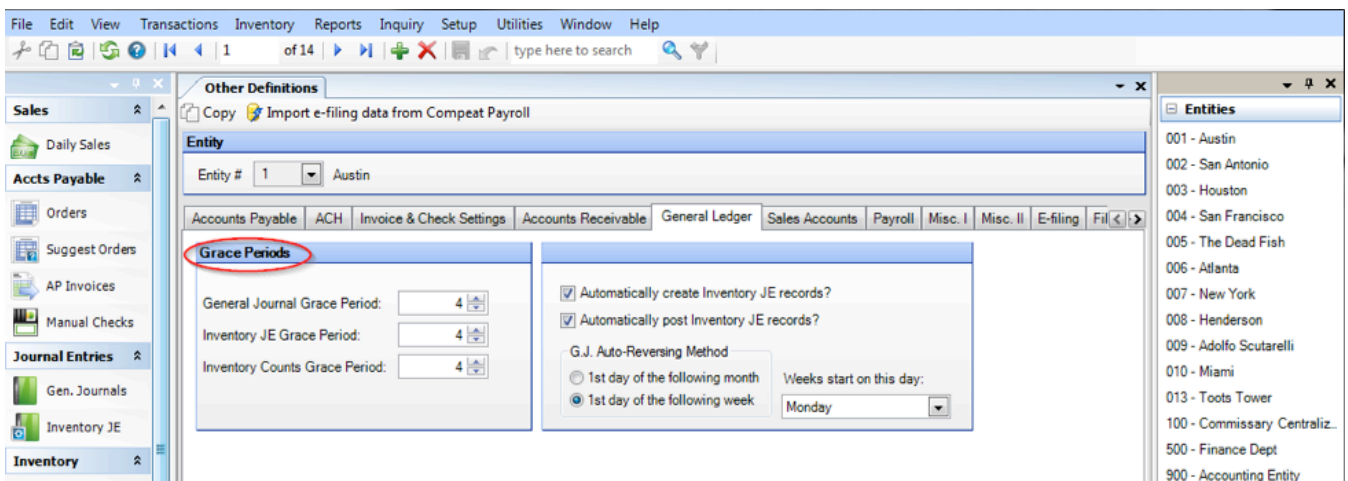 File Edit View Transactions Inventory Reports Inquiry Setup Utilities Window Help
1 of 14 type here to search
Sales
Daily Sales
Accts Payable
Orders
Suggest Orders
AP Invoices
Manual Checks
Journal Entries
Gen. Journals
Inventory JE
Inventory
Other Definitions
Copy Import e-filing data from Compeat Payroll
Entity
Entity # 1 Austin
Accounts Payable ACH Invoice & Check Settings Accounts Receivable General Ledger Sales Accounts Payroll Misc. I Misc. II E-filing Fil
Grace Periods
General Journal Grace Period: 4
Inventory JE Grace Period: 4
Inventory Counts Grace Period: 4
Automatically create Inventory JE records?
Automatically post Inventory JE records?
G.J. Auto-Reversing Method
1st day of the following month
1st day of the following week
Weeks start on this day:
Monday
Entities
001 - Austin
002 - San Antonio
003 - Houston
004 - San Francisco
005 - The Dead Fish
006 - Atlanta
007 - New York
008 - Henderson
009 - Adolfo Scutarelli
010 - Miami
013 - Toots Tower
100 - Commissary Centraliz...
500 - Finance Dept
900 - Accounting Entity